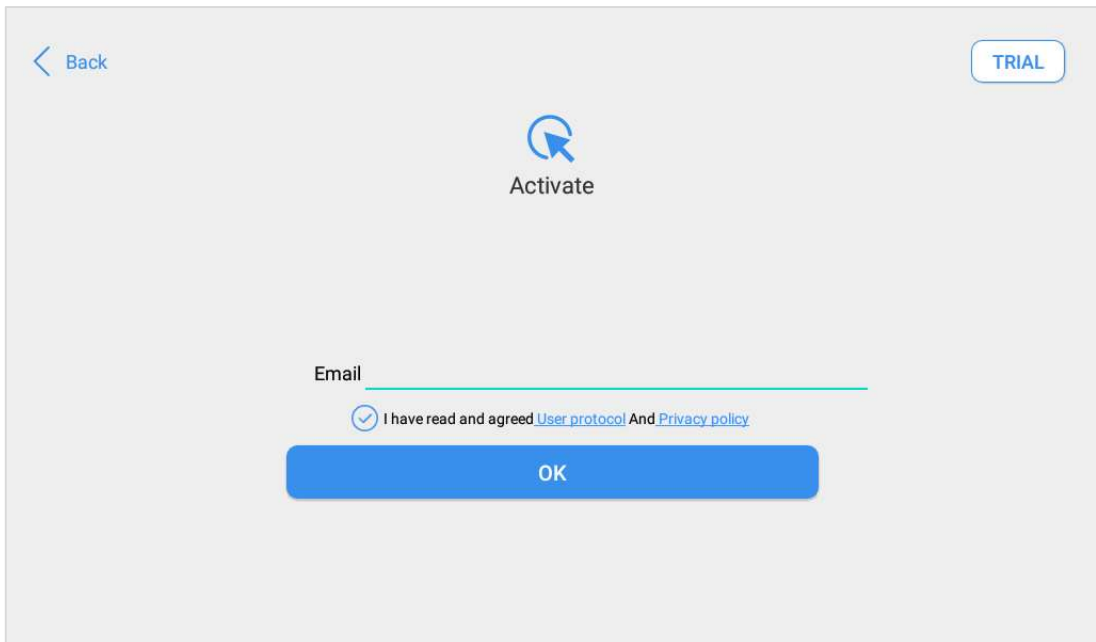 Back
TRIAL
Activate
Email
I have read and agreed User protocol And Privacy policy
OK